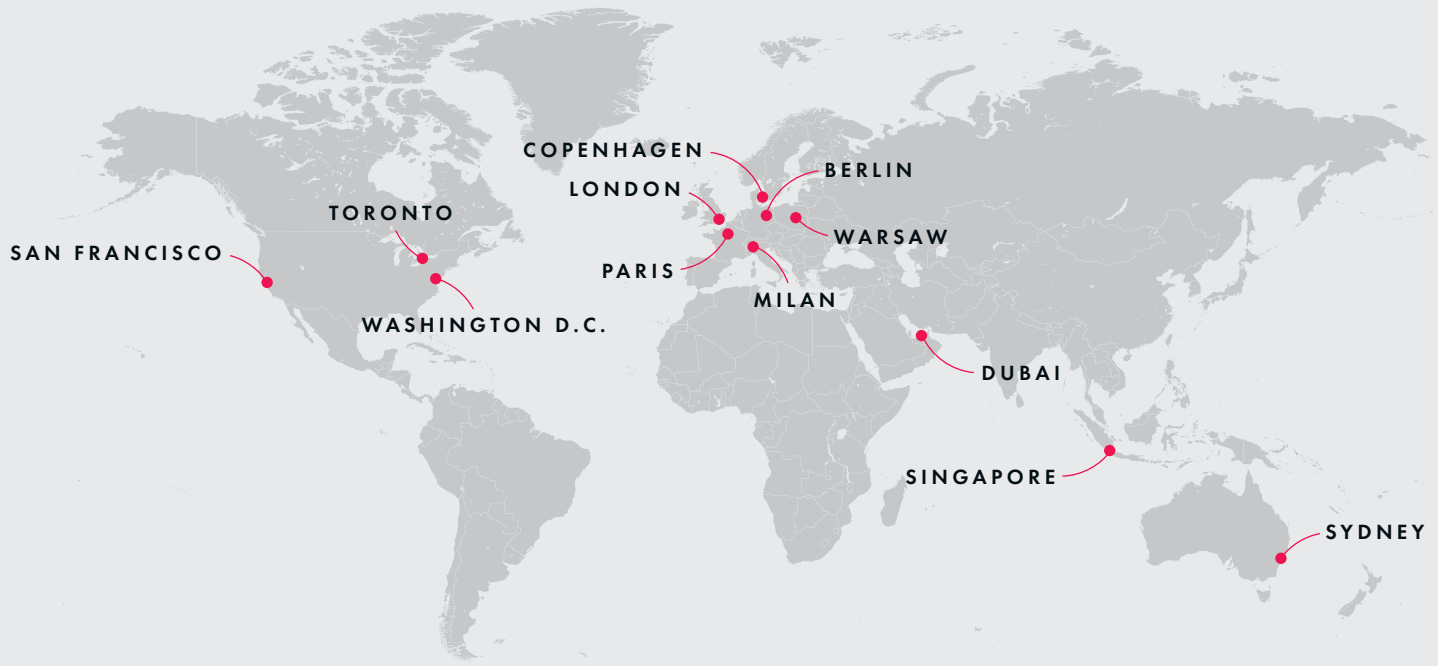 COPENHAGEN
BERLIN
LONDON
TORONTO
WARSAW
SAN FRANCISCO
PARIS
MILAN
WASHINGTON D.C.
DUBAI
SINGAPORE
SYDNEY